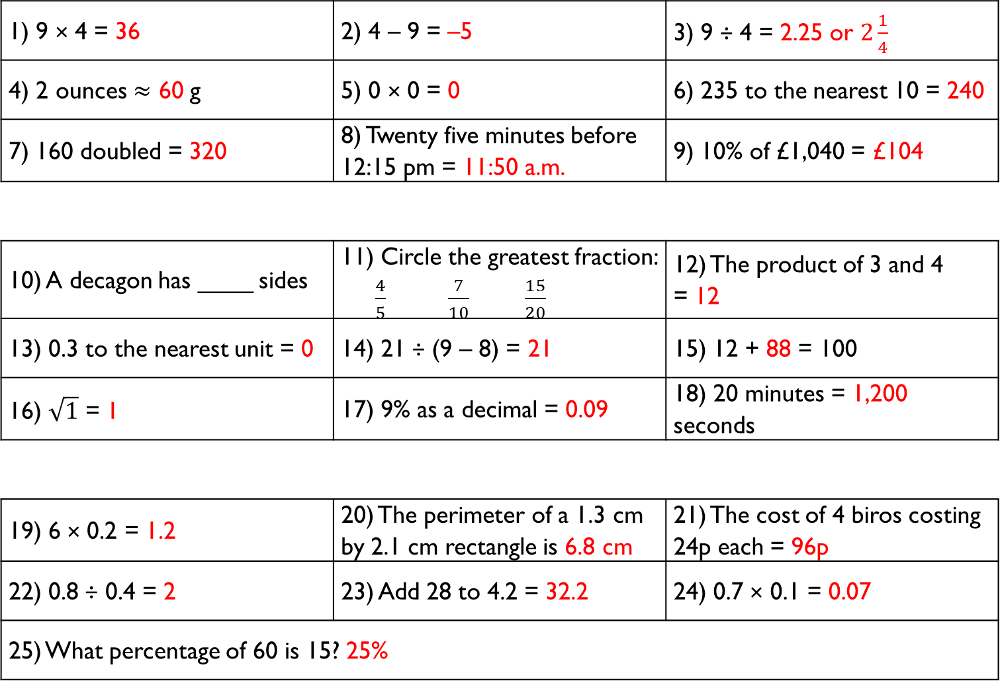 1) 9 × 4 = 36
2) 4 – 9 = –5
3) 9 ÷ 4 = 2.25 or 2 1/4
4) 2 ounces ≈ 60 g
5) 0 × 0 = 0
6) 235 to the nearest 10 = 240
7) 160 doubled = 320
8) Twenty five minutes before
12:15 pm = 11:50 a.m.
9) 10% of £1,040 = £104
10) A decagon has ____ sides
11) Circle the greatest fraction:
4/5 7/10 15/20
12) The product of 3 and 4
= 12
13) 0.3 to the nearest unit = 0
14) 21 ÷ (9 – 8) = 21
15) 12 + 88 = 100
16) √1 = 1
17) 9% as a decimal = 0.09
18) 20 minutes = 1,200
seconds
19) 6 × 0.2 = 1.2
20) The perimeter of a 1.3 cm
by 2.1 cm rectangle is 6.8 cm
21) The cost of 4 biros costing
24p each = 96p
22) 0.8 ÷ 0.4 = 2
23) Add 28 to 4.2 = 32.2
24) 0.7 × 0.1 = 0.07
25) What percentage of 60 is 15? 25%